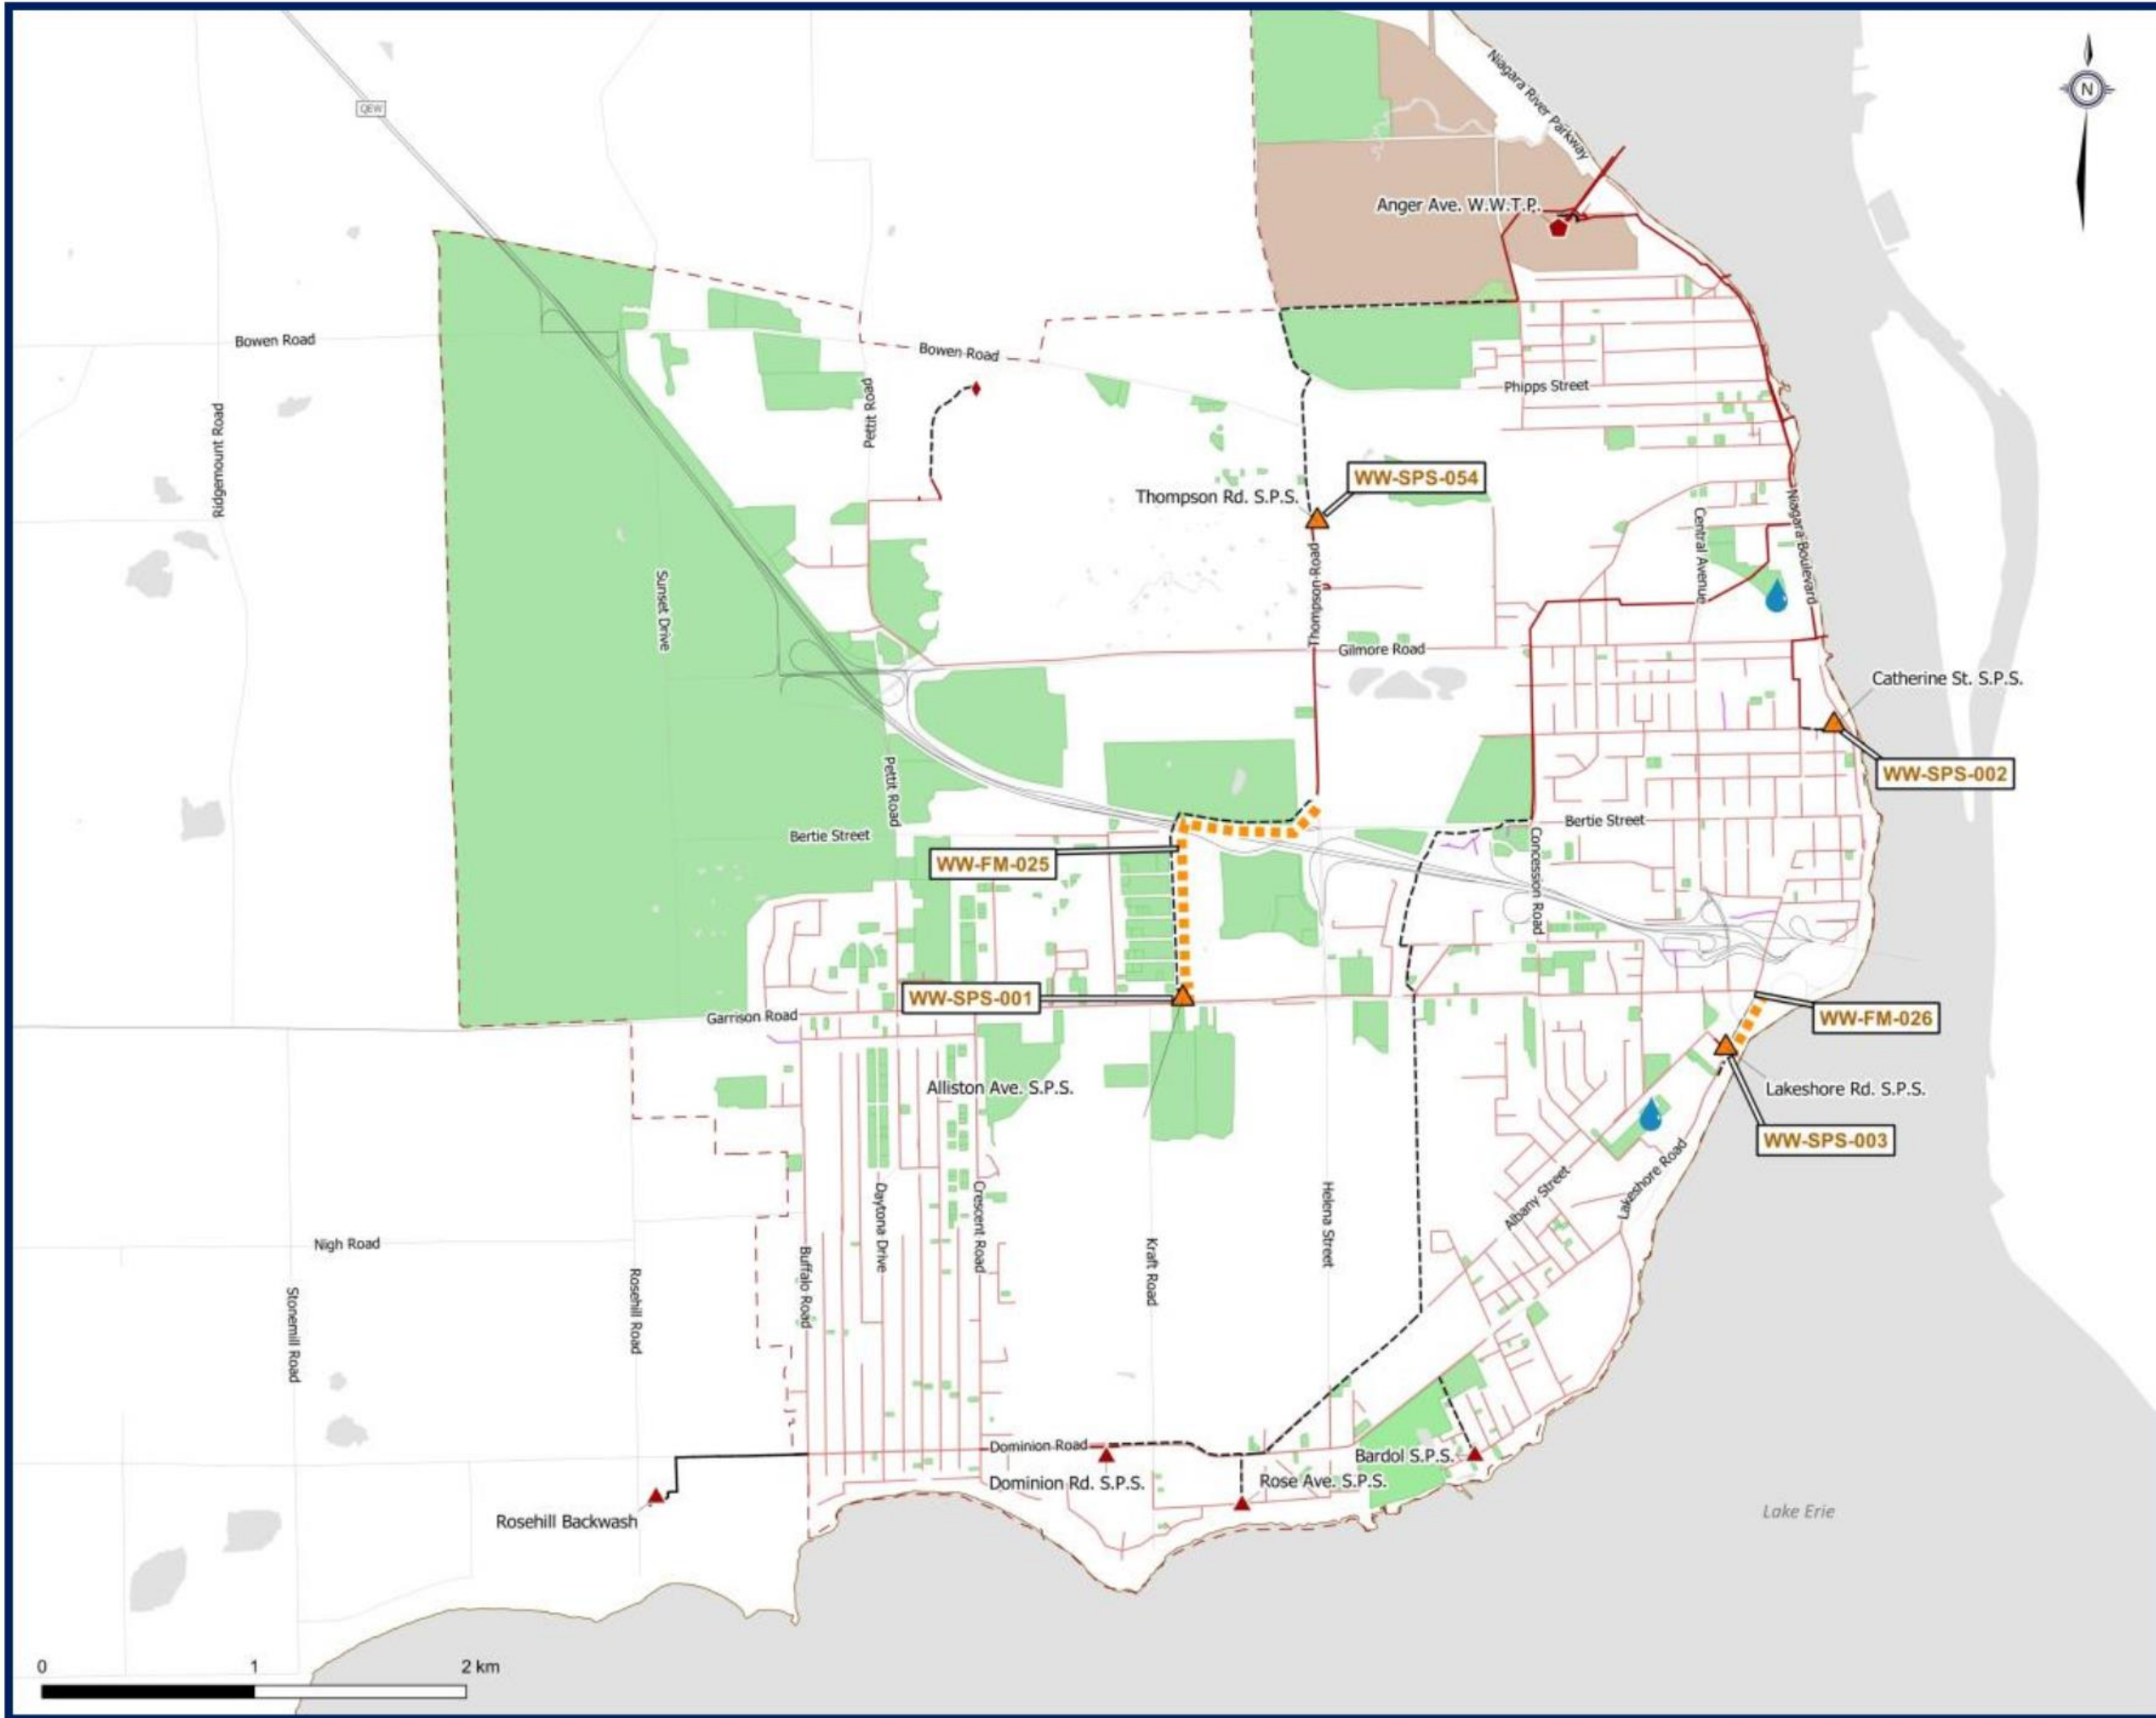 N
QEW
Niagara River Parkway
Anger Ave. W.W.T.P.
Bowen Road
Bowen Road
Pettit Road
Phipps Street
Ridgemount Road
WW-SPS-054
Thompson Rd. S.P.S.
Central Avenue
Niagara Boulevard
Thompson Road
Sunset Drive
Gilmore Road
Catherine St. S.P.S.
WW-SPS-002
Pettit Road
Bertie Street
Bertie Street
WW-FM-025
Concession Road
WW-SPS-001
Garrison Road
WW-FM-026
Alliston Ave. S.P.S.
Lakeshore Rd. S.P.S.
WW-SPS-003
Lakeshore Road
Albany Street
Daytona Drive
Crescent Road
Helena Street
Kraft Road
Nigh Road
Buffalo Road
Rosehill Road
Stonemill Road
Dominion Road
Bardol S.P.S.
Dominion Rd. S.P.S.
Rose Ave. S.P.S.
Rosehill Backwash
Lake Erie
0 1 2 km